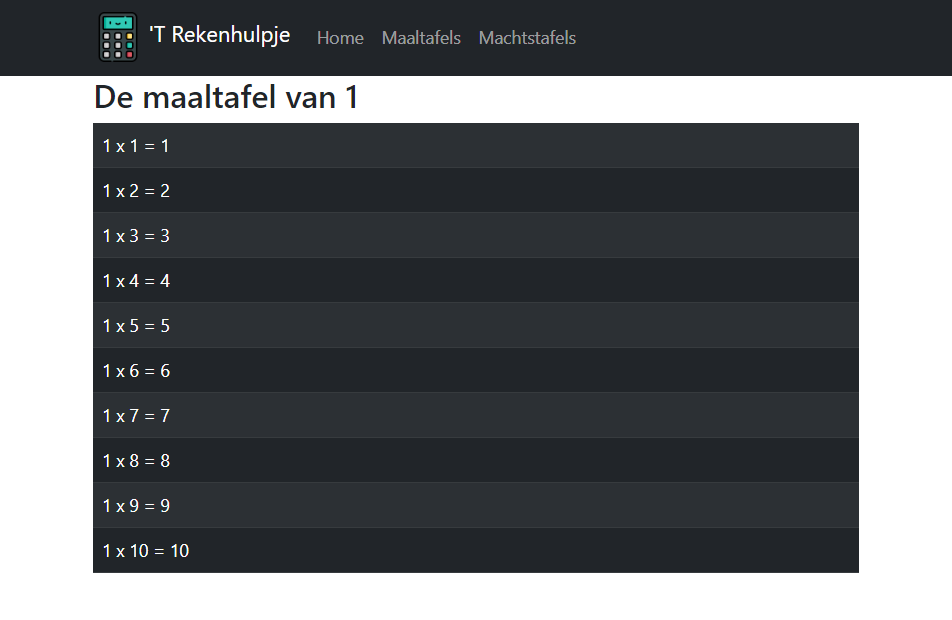 'T Rekenhulpje Home Maaltafels Machtstafels
De maaltafel van 1
1 x 1 = 1
1 x 2 = 2
1 x 3 = 3
1 x 4 = 4
1 x 5 = 5
1 x 6 = 6
1 x 7 = 7
1 x 8 = 8
1 x 9 = 9
1 x 10 = 10